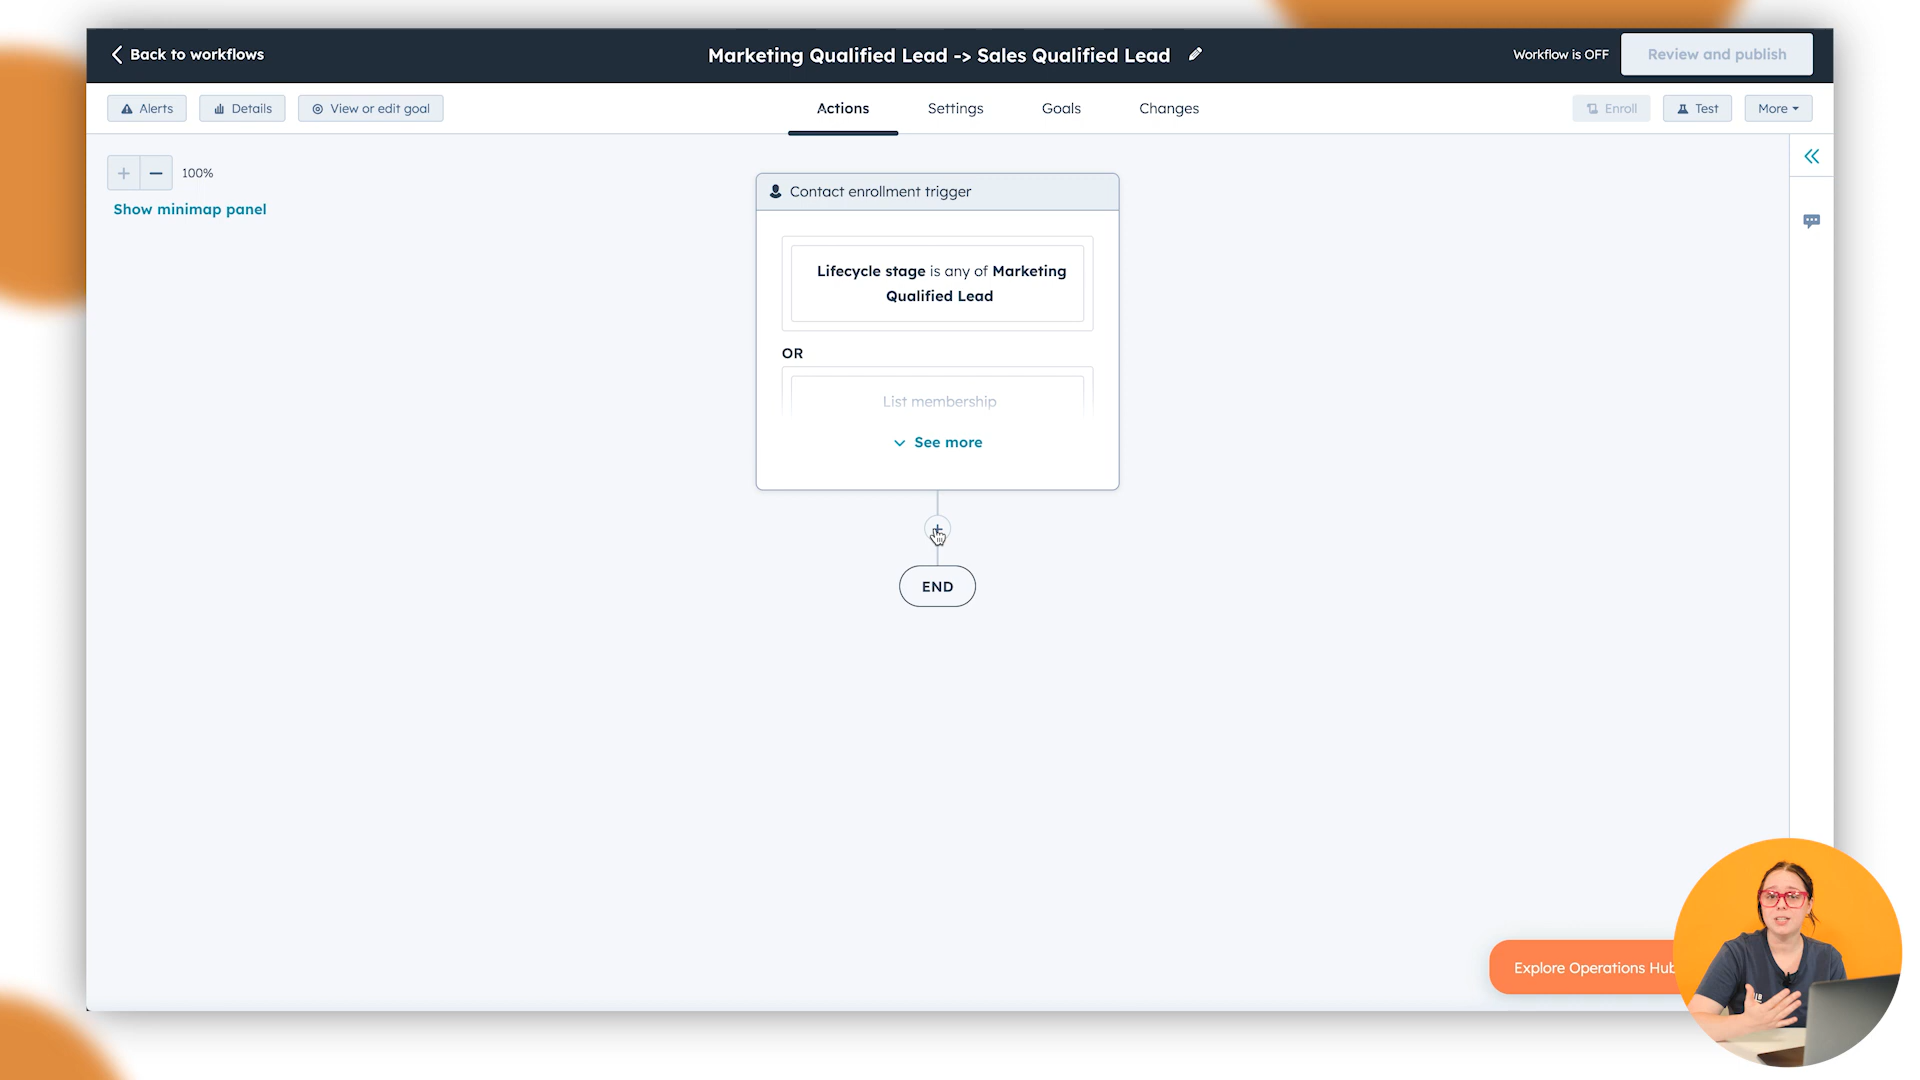 Back to workflows
Marketing Qualified Lead -> Sales Qualified Lead
Workflow is OFF
Review and publish
Alerts
Details
View or edit goal
Actions
Settings
Goals
Changes
Enroll
Test
More
100%
Show minimap panel
Contact enrollment trigger
Lifecycle stage is any of Marketing
Qualified Lead
OR
List membership
See more
END
Explore Operations Hub